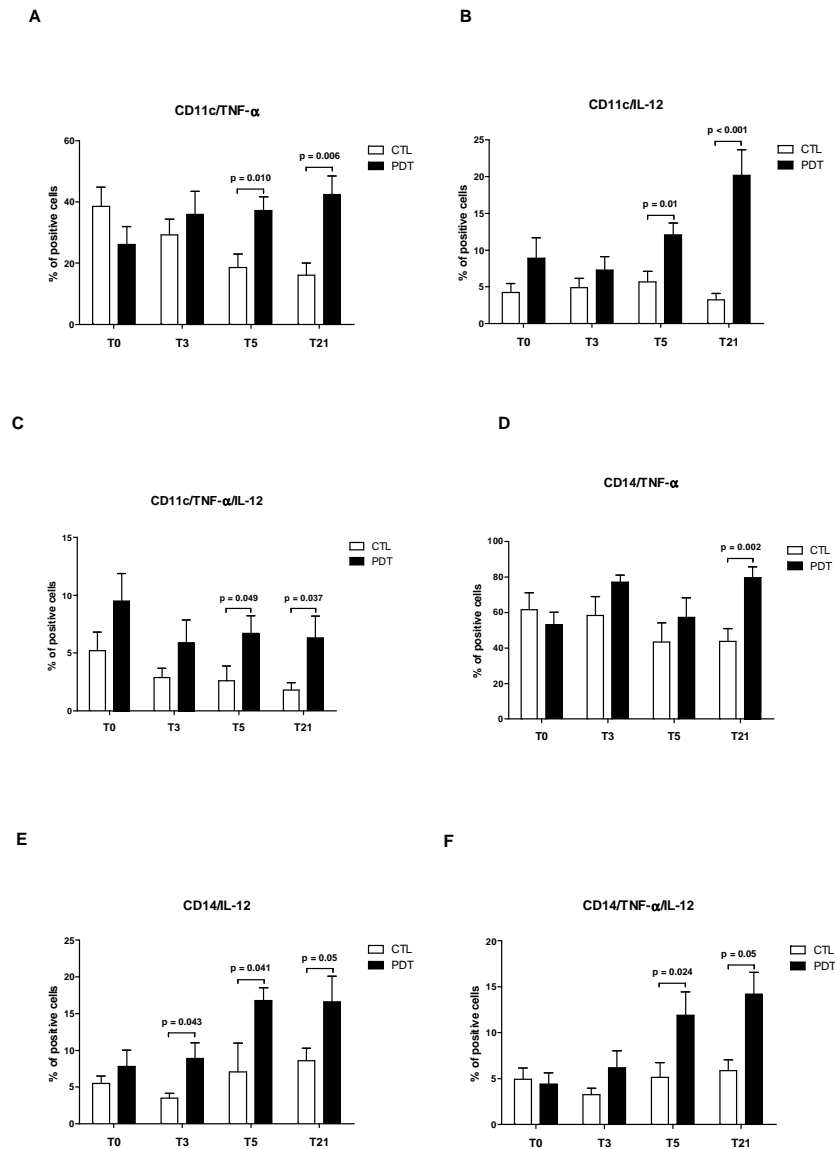 A
CD11c/TNF-α
% of positive cells
60
40
20
0
p = 0.010
p = 0.006
CTL
PDT
T0 T3 T5 T21
B
CD11c/IL-12
% of positive cells
25
20
15
10
5
0
p = 0.01
p < 0.001
CTL
PDT
T0 T3 T5 T21
C
CD11c/TNF-α/IL-12
% of positive cells
15
10
5
0
p = 0.049
p = 0.037
CTL
PDT
T0 T3 T5 T21
D
CD14/TNF-α
% of positive cells
100
80
60
40
20
0
p = 0.002
CTL
PDT
T0 T3 T5 T21
E
CD14/IL-12
% of positive cells
25
20
15
10
5
0
p = 0.043
p = 0.041
p = 0.05
CTL
PDT
T0 T3 T5 T21
F
CD14/TNF-α/IL-12
% of positive cells
20
15
10
5
0
p = 0.024
p = 0.05
CTL
PDT
T0 T3 T5 T21